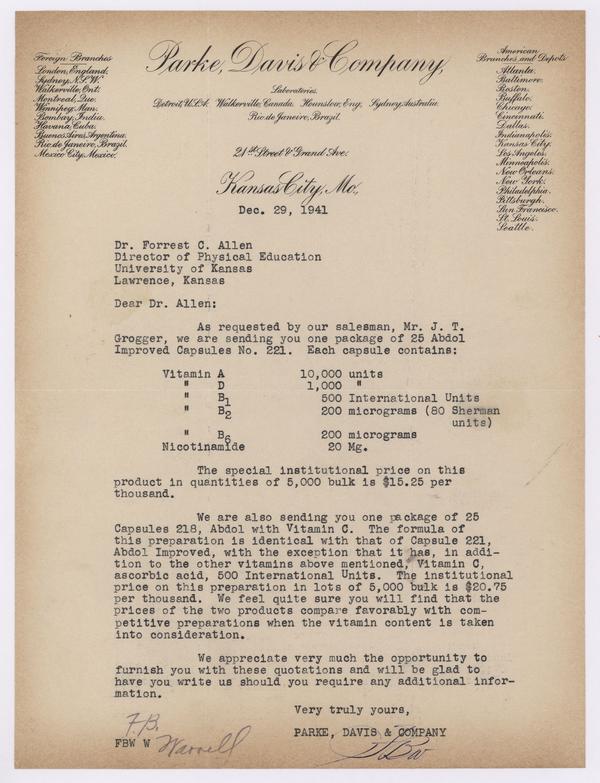 Parke, Davis & Company,
Foreign Branches
London, England.
Sydney, N.S.W.
Walkerville, Ont.
Montreal, Que.
Winnipeg, Man.
Bombay, India.
Havana, Cuba.
Buenos Aires, Argentina.
Rio de Janeiro, Brazil.
Mexico City, Mexico.
Laboratories.
Detroit, U.S.A. Walkerville, Canada. Hounslow, Eng. Sydney, Australia.
Rio de Janeiro, Brazil.
21st Street & Grand Ave.
Kansas City, Mo.,
American
Branches and Depots
Atlanta.
Baltimore.
Boston.
Buffalo.
Chicago.
Cincinnati.
Dallas.
Indianapolis.
Kansas City.
Los Angeles.
Minneapolis.
New Orleans.
New York.
Philadelphia.
Pittsburgh.
San Francisco.
St. Louis.
Seattle.
Dec. 29, 1941
Dr. Forrest C. Allen
Director of Physical Education
University of Kansas
Lawrence, Kansas
Dear Dr. Allen:
As requested by our salesman, Mr. J. T.
Grogger, we are sending you one package of 25 Abdol
Improved Capsules No. 221. Each capsule contains:
Vitamin A 10,000 units
" D 1,000 "
" B1 500 International Units
" B2 200 micrograms (80 Sherman
units)
" B6 200 micrograms
Nicotinamide 20 Mg.
The special institutional price on this
product in quantities of 5,000 bulk is $15.25 per
thousand.
We are also sending you one package of 25
Capsules 218, Abdol with Vitamin C. The formula of
this preparation is identical with that of Capsule 221,
Abdol Improved, with the exception that it has, in addi-
tion to the other vitamins above mentioned, Vitamin C,
ascorbic acid, 500 International Units. The institutional
price on this preparation in lots of 5,000 bulk is $20.75
per thousand. We feel quite sure you will find that the
prices of the two products compare favorably with com-
petitive preparations when the vitamin content is taken
into consideration.
We appreciate very much the opportunity to
furnish you with these quotations and will be glad to
have you write us should you require any additional infor-
mation.
Very truly yours,
PARKE, DAVIS & COMPANY
F.B.
FBW W